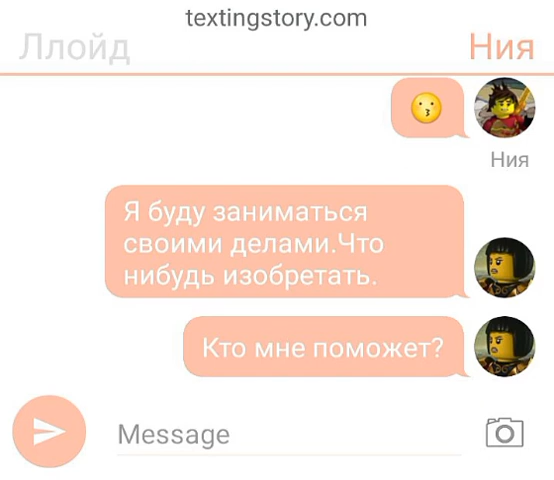 textingstory.com
Ллойд
Ния
Ния
Я буду заниматься
своими делами.Что
нибудь изобретать.
Кто мне поможет?
Message